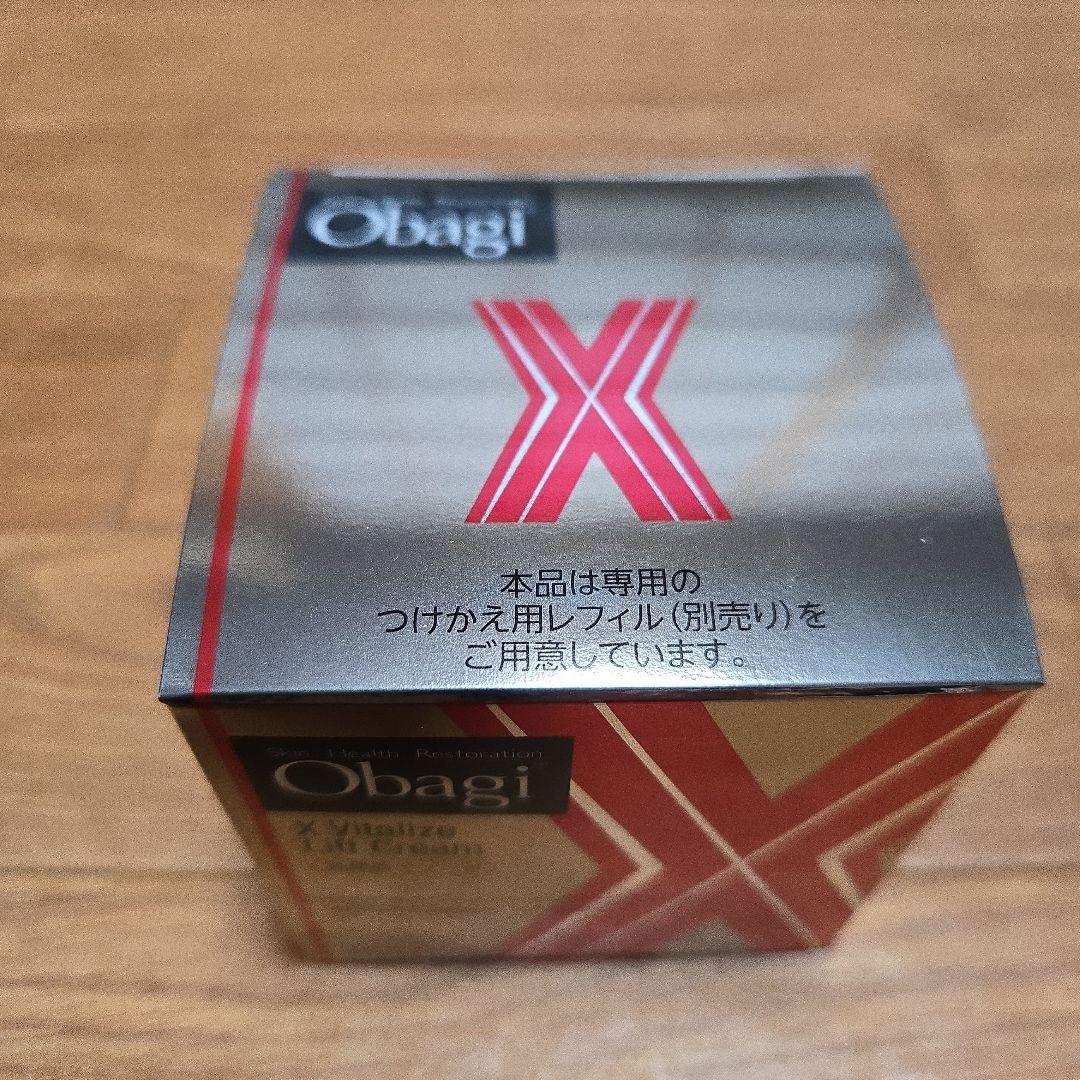 Obagi
X
本品は専用の
つけかえ用レフィル(別売り)を
ご用意しています。
Skin Health Restoration
Obagi
X Vitalize
Lift Cream
X